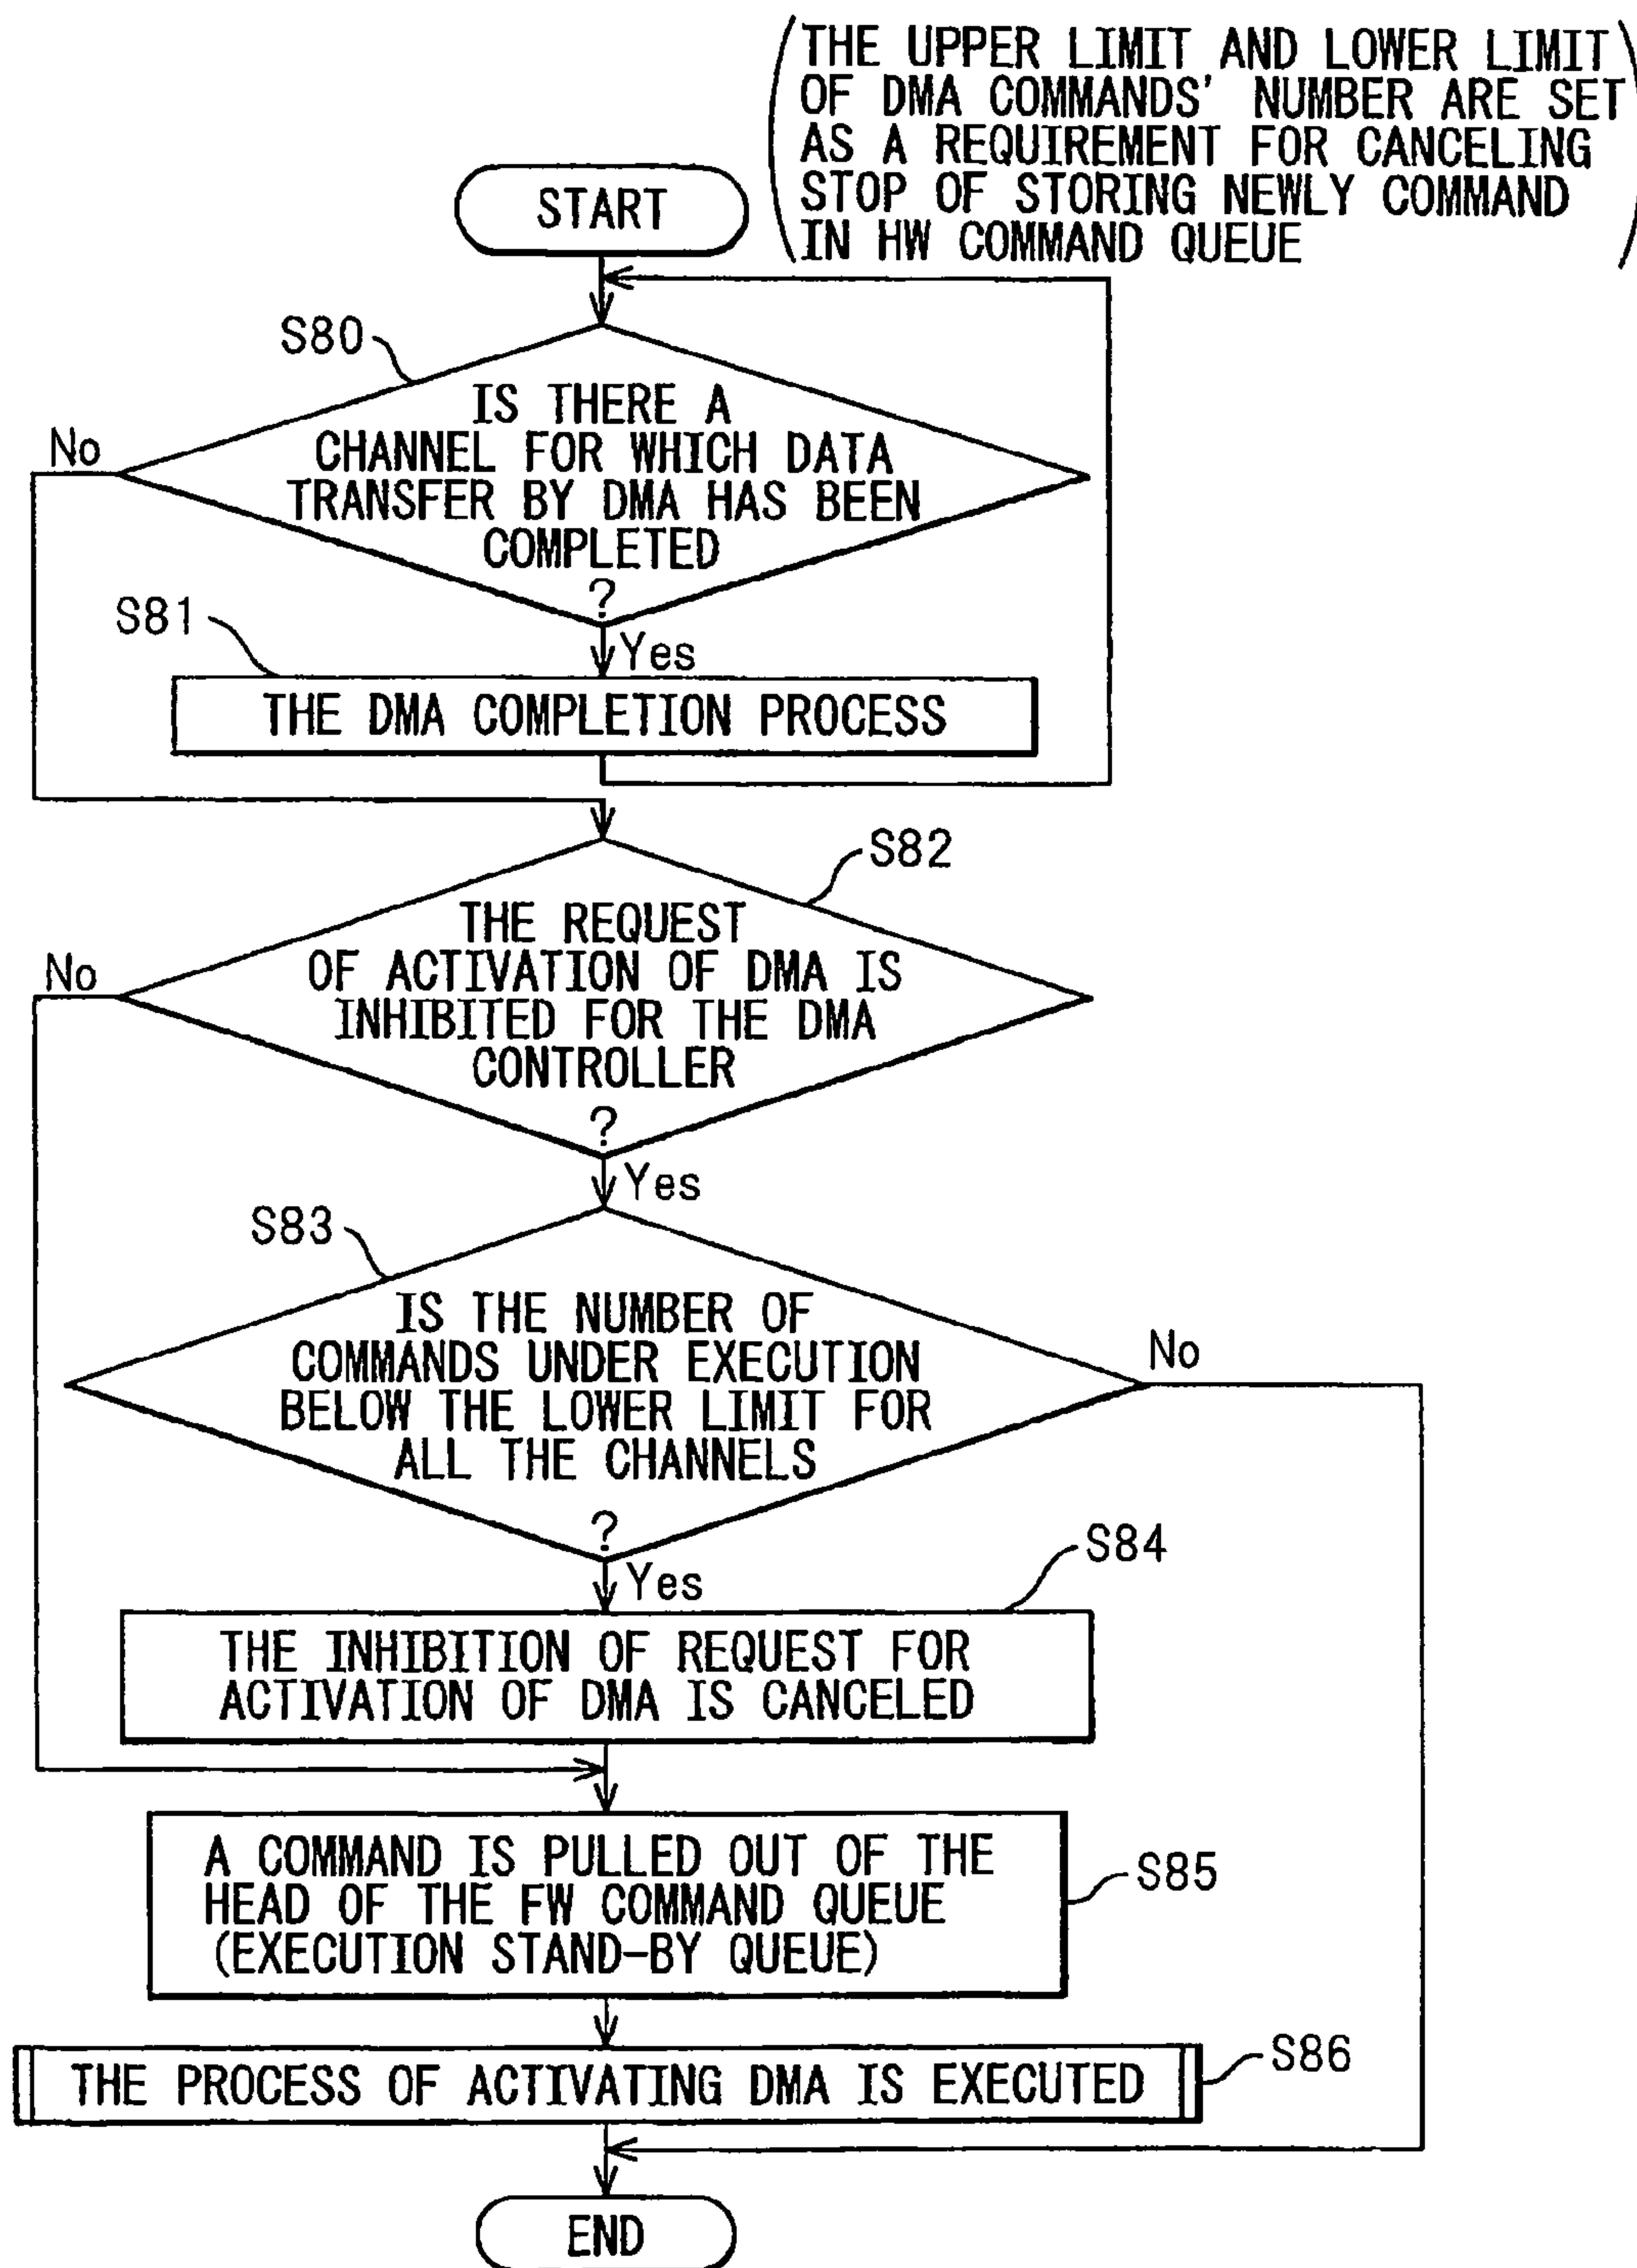 THE UPPER LIMIT AND LOWER LIMIT
OF DMA COMMANDS' NUMBER ARE SET
AS A REQUIREMENT FOR CANCELING
STOP OF STORING NEWLY COMMAND
IN HW COMMAND QUEUE
START
S80
IS THERE A
CHANNEL FOR WHICH DATA
TRANSFER BY DMA HAS BEEN
COMPLETED
?
No
Yes
S81
THE DMA COMPLETION PROCESS
S82
THE REQUEST
OF ACTIVATION OF DMA IS
INHIBITED FOR THE DMA
CONTROLLER
?
No
Yes
S83
IS THE NUMBER OF
COMMANDS UNDER EXECUTION
BELOW THE LOWER LIMIT FOR
ALL THE CHANNELS
?
No
Yes
S84
THE INHIBITION OF REQUEST FOR
ACTIVATION OF DMA IS CANCELED
A COMMAND IS PULLED OUT OF THE
HEAD OF THE FW COMMAND QUEUE
(EXECUTION STAND-BY QUEUE)
S85
THE PROCESS OF ACTIVATING DMA IS EXECUTED
S86
END